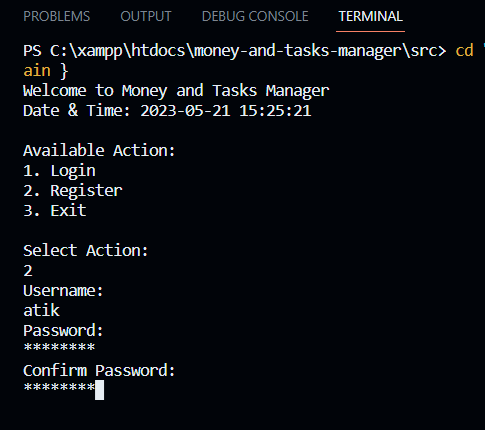 PROBLEMS OUTPUT DEBUG CONSOLE TERMINAL
PS C:\xampp\htdocs\money-and-tasks-manager\src> cd "
ain }
Welcome to Money and Tasks Manager
Date & Time: 2023-05-21 15:25:21
Available Action:
1. Login
2. Register
3. Exit
Select Action:
2
Username:
atik
Password:
********
Confirm Password:
********